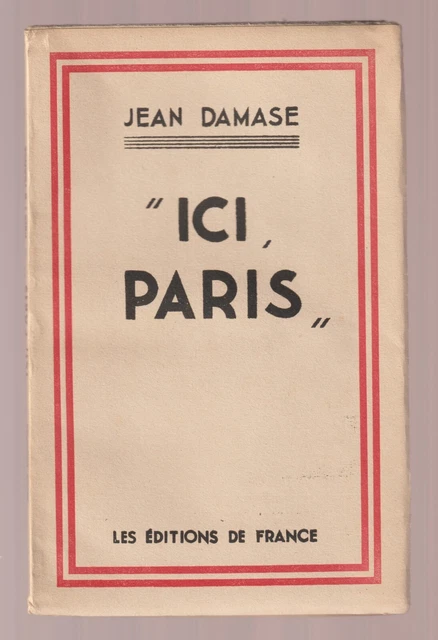 JEAN DAMASE
"ICI,
PARIS„
LES ÉDITIONS DE FRANCE